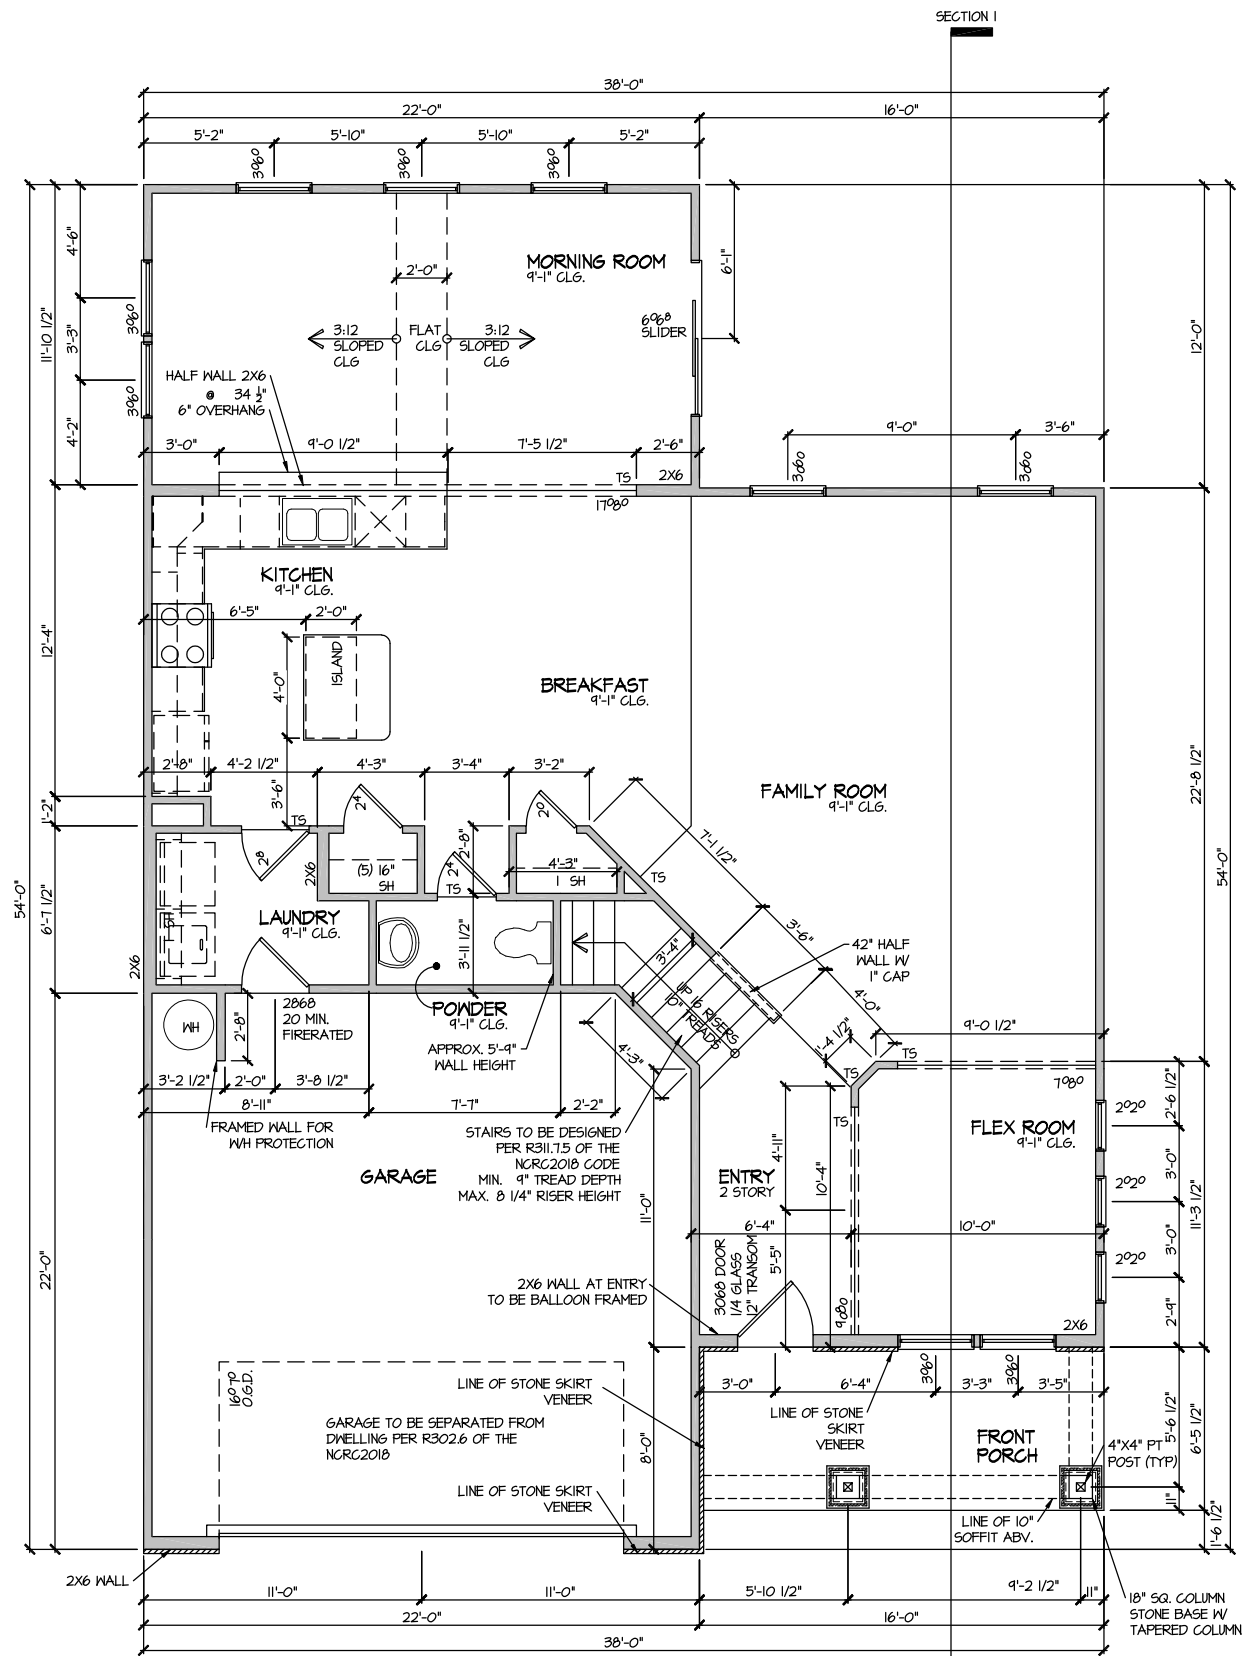 SECTION 1
38'-0"
22'-0"
16'-0"
5'-2"
5'-10"
5'-10"
5'-2"
3060
3060
3060
4'-6"
11'-10 1/2"
3'-3"
4'-2"
3060
3060
MORNING ROOM
9'-1" CLG.
2'-0"
6'-1"
3:12
SLOPED
CLG
FLAT
CLG
3:12
SLOPED
CLG
6068
SLIDER
12'-0"
HALF WALL 2X6
@ 34 1/2"
6" OVERHANG
3'-0"
9'-0 1/2"
7'-5 1/2"
2'-6"
9'-0"
3'-6"
3060
3060
TS
2X6
17080
KITCHEN
9'-1" CLG.
6'-5"
2'-0"
ISLAND
4'-0"
12'-4"
BREAKFAST
9'-1" CLG.
2'-8"
4'-2 1/2"
4'-3"
3'-4"
3'-2"
3'-6"
1'-2"
FAMILY ROOM
9'-1" CLG.
22'-8 1/2"
54'-0"
54'-0"
TS
24
20
28
2X6
(5) 16"
SH
24
2'-8"
TS
4'-3"
1 SH
TS
7'-1 1/2"
6'-7 1/2"
SH
LAUNDRY
9'-1" CLG.
3'-11 1/2"
2X6
3'-4"
3'-6"
42" HALF
WALL W/
1" CAP
UP 16 RISERS
10" TREADS
4'-0"
WH
2'-8"
2868
20 MIN.
FIRERATED
POWDER
9'-1" CLG.
APPROX. 5'-9"
WALL HEIGHT
4'-3"
1'-4 1/2"
9'-0 1/2"
TS
TS
7080
3'-2 1/2"
2'-0"
3'-8 1/2"
8'-11"
7'-7"
2'-2"
FRAMED WALL FOR
W/H PROTECTION
STAIRS TO BE DESIGNED
PER R311.7.5 OF THE
NCRC2018 CODE
MIN. 9" TREAD DEPTH
MAX. 8 1/4" RISER HEIGHT
TS
4'-11"
10'-4"
FLEX ROOM
9'-1" CLG.
2020
2020
2020
2'-6 1/2"
3'-0"
3'-0"
2'-9"
11'-3 1/2"
GARAGE
ENTRY
2 STORY
11'-0"
6'-4"
10'-0"
3068 DOOR
1/4 GLASS
12" TRANSOM
5'-5"
9080
22'-0"
2X6 WALL AT ENTRY
TO BE BALLOON FRAMED
2X6
16070
O.G.D.
LINE OF STONE SKIRT
VENEER
GARAGE TO BE SEPARATED FROM
DWELLING PER R302.6 OF THE
NCRC2018
3'-0"
6'-4"
3060
3'-3"
3060
3'-5"
LINE OF STONE
SKIRT
VENEER
FRONT
PORCH
5'-6 1/2"
6'-5 1/2"
8'-0"
4"X4" PT
POST (TYP)
11"
LINE OF STONE SKIRT
VENEER
LINE OF 10"
SOFFIT ABV.
1'-6 1/2"
2X6 WALL
11'-0"
11'-0"
5'-10 1/2"
9'-2 1/2"
11"
18" SQ. COLUMN
STONE BASE W/
TAPERED COLUMN
22'-0"
16'-0"
38'-0"